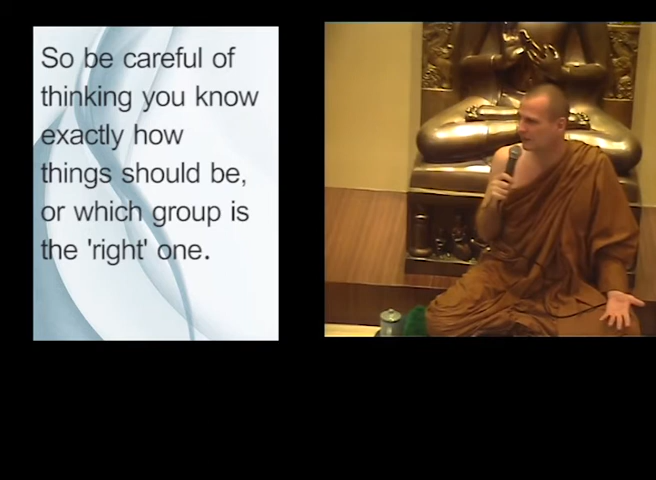 So be careful of
thinking you know
exactly how
things should be,
or which group is
the 'right' one.